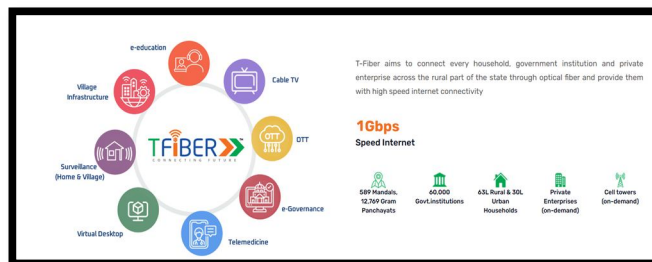 e-education
Cable TV
OTT
OTT
e-Governance
Telemedicine
Virtual Desktop
Surveillance
(Home & Village)
Village
Infrastructure
TFiBER
CONNECTING FUTURE
T-Fiber aims to connect every household, government institution and private
enterprise across the rural part of the state through optical fiber and provide them
with high speed internet connectivity
1Gbps
Speed Internet
589 Mandals,
12,769 Gram
Panchayats
60,000
Govt.institutions
63L Rural & 30L
Urban
Households
Private
Enterprises
(on-demand)
Cell towers
(on-demand)